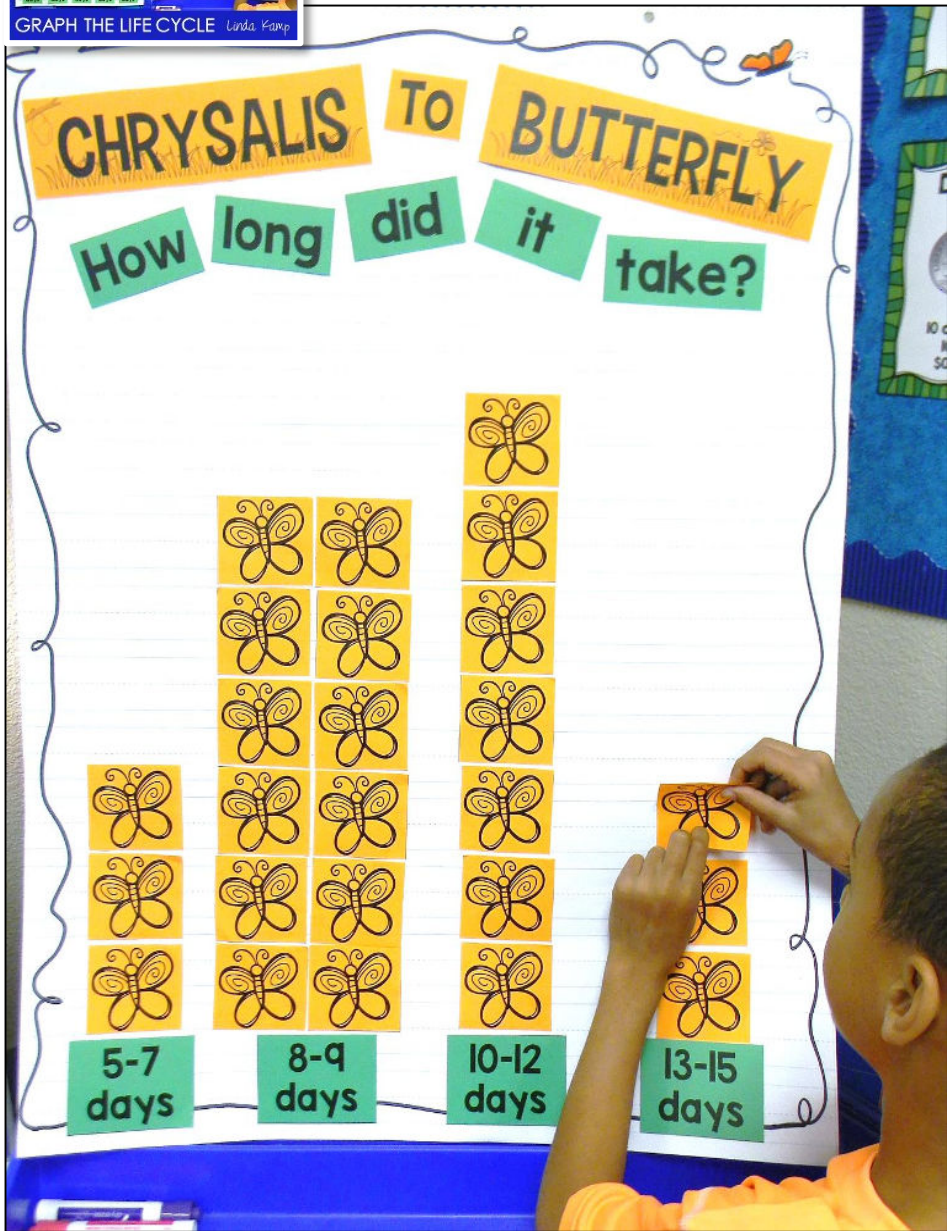 GRAPH THE LIFE CYCLE Linda Kamp
CHRYSALIS TO BUTTERFLY
How long did it take?
5-7
days
8-9
days
10-12
days
13-15
days
10